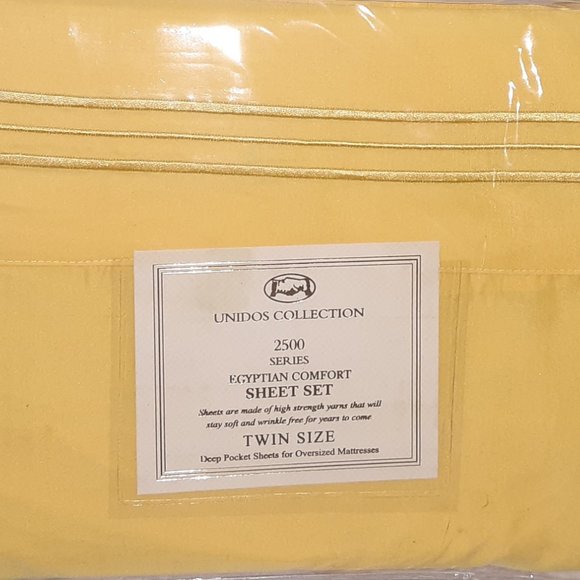 UNIDOS COLLECTION
2500
SERIES
EGYPTIAN COMFORT
SHEET SET
Sheets are made of high strength yarns that will
stay soft and wrinkle free for years to come
TWIN SIZE
Deep Pocket Sheets for Oversized Mattresses